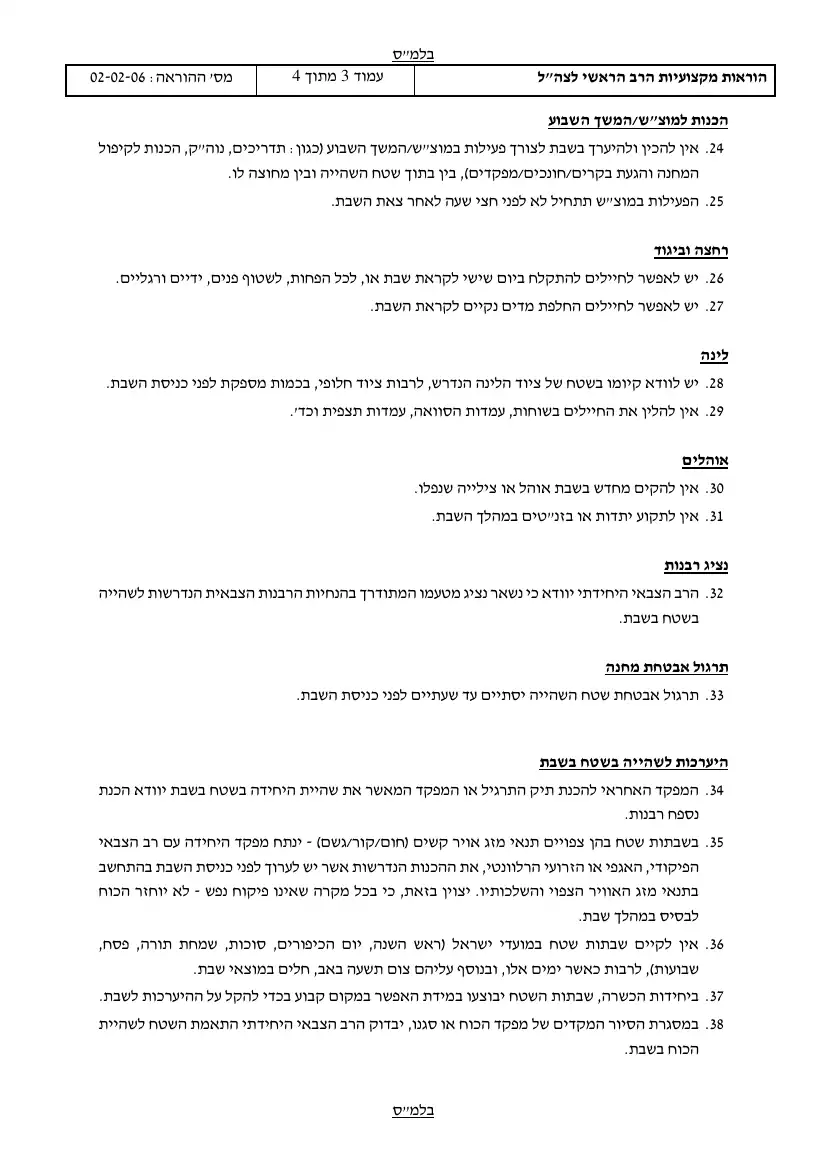 בלמ"ס
הוראות מקצועיות הרב הראשי לצה"ל עמוד 3 מתוך 4 מס' ההוראה: 02-02-06
הכנות למוצ"ש/המשך השבוע
24. אין להכין ולהיערך בשבת לצורך פעילות במוצ"ש/המשך השבוע (כגון: תדריכים, נוה"ק, הכנות לקיפול
המחנה והגעת בקרים/חונכים/מפקדים), בין בתוך שטח השהייה ובין מחוצה לו.
25. הפעילות במוצ"ש תתחיל לא לפני חצי שעה לאחר צאת השבת.
רחצה וביגוד
26. יש לאפשר לחיילים להתקלח ביום שישי לקראת שבת או, לכל הפחות, לשטוף פנים, ידיים ורגליים.
27. יש לאפשר לחיילים החלפת מדים נקיים לקראת השבת.
לינה
28. יש לוודא קיומו בשטח של ציוד הלינה הנדרש, לרבות ציוד חלופי, בכמות מספקת לפני כניסת השבת.
29. אין להלין את החיילים בשוחות, עמדות הסוואה, עמדות תצפית וכד'.
אוהלים
30. אין להקים מחדש בשבת אוהל או צילייה שנפלו.
31. אין לתקוע יתדות או בזנ"טים במהלך השבת.
נציג רבנות
32. הרב הצבאי היחידתי יוודא כי נשאר נציג מטעמו המתודרך בהנחיות הרבנות הצבאית הנדרשות לשהייה
בשטח בשבת.
תרגול אבטחת מחנה
33. תרגול אבטחת שטח השהייה יסתיים עד שעתיים לפני כניסת השבת.
היערכות לשהייה בשטח בשבת
34. המפקד האחראי להכנת תיק התרגיל או המפקד המאשר את שהיית היחידה בשטח בשבת יוודא הכנת
נספח רבנות.
35. בשבתות שטח בהן צפויים תנאי מזג אויר קשים (חום/קור/גשם) - ינתח מפקד היחידה עם רב הצבאי
הפיקודי, האגפי או הזרועי הרלוונטי, את ההכנות הנדרשות אשר יש לערוך לפני כניסת השבת בהתחשב
בתנאי מזג האוויר הצפוי והשלכותיו. יצוין בזאת, כי בכל מקרה שאינו פיקוח נפש - לא יוחזר הכוח
לבסיס במהלך שבת.
36. אין לקיים שבתות שטח במועדי ישראל (ראש השנה, יום הכיפורים, סוכות, שמחת תורה, פסח,
שבועות), לרבות כאשר ימים אלו, ובנוסף עליהם צום תשעה באב, חלים במוצאי שבת.
37. ביחידות הכשרה, שבתות השטח יבוצעו במידת האפשר במקום קבוע בכדי להקל על ההיערכות לשבת.
38. במסגרת הסיור המקדים של מפקד הכוח או סגנו, יבדוק הרב הצבאי היחידתי התאמת השטח לשהיית
הכוח בשבת.
בלמ"ס